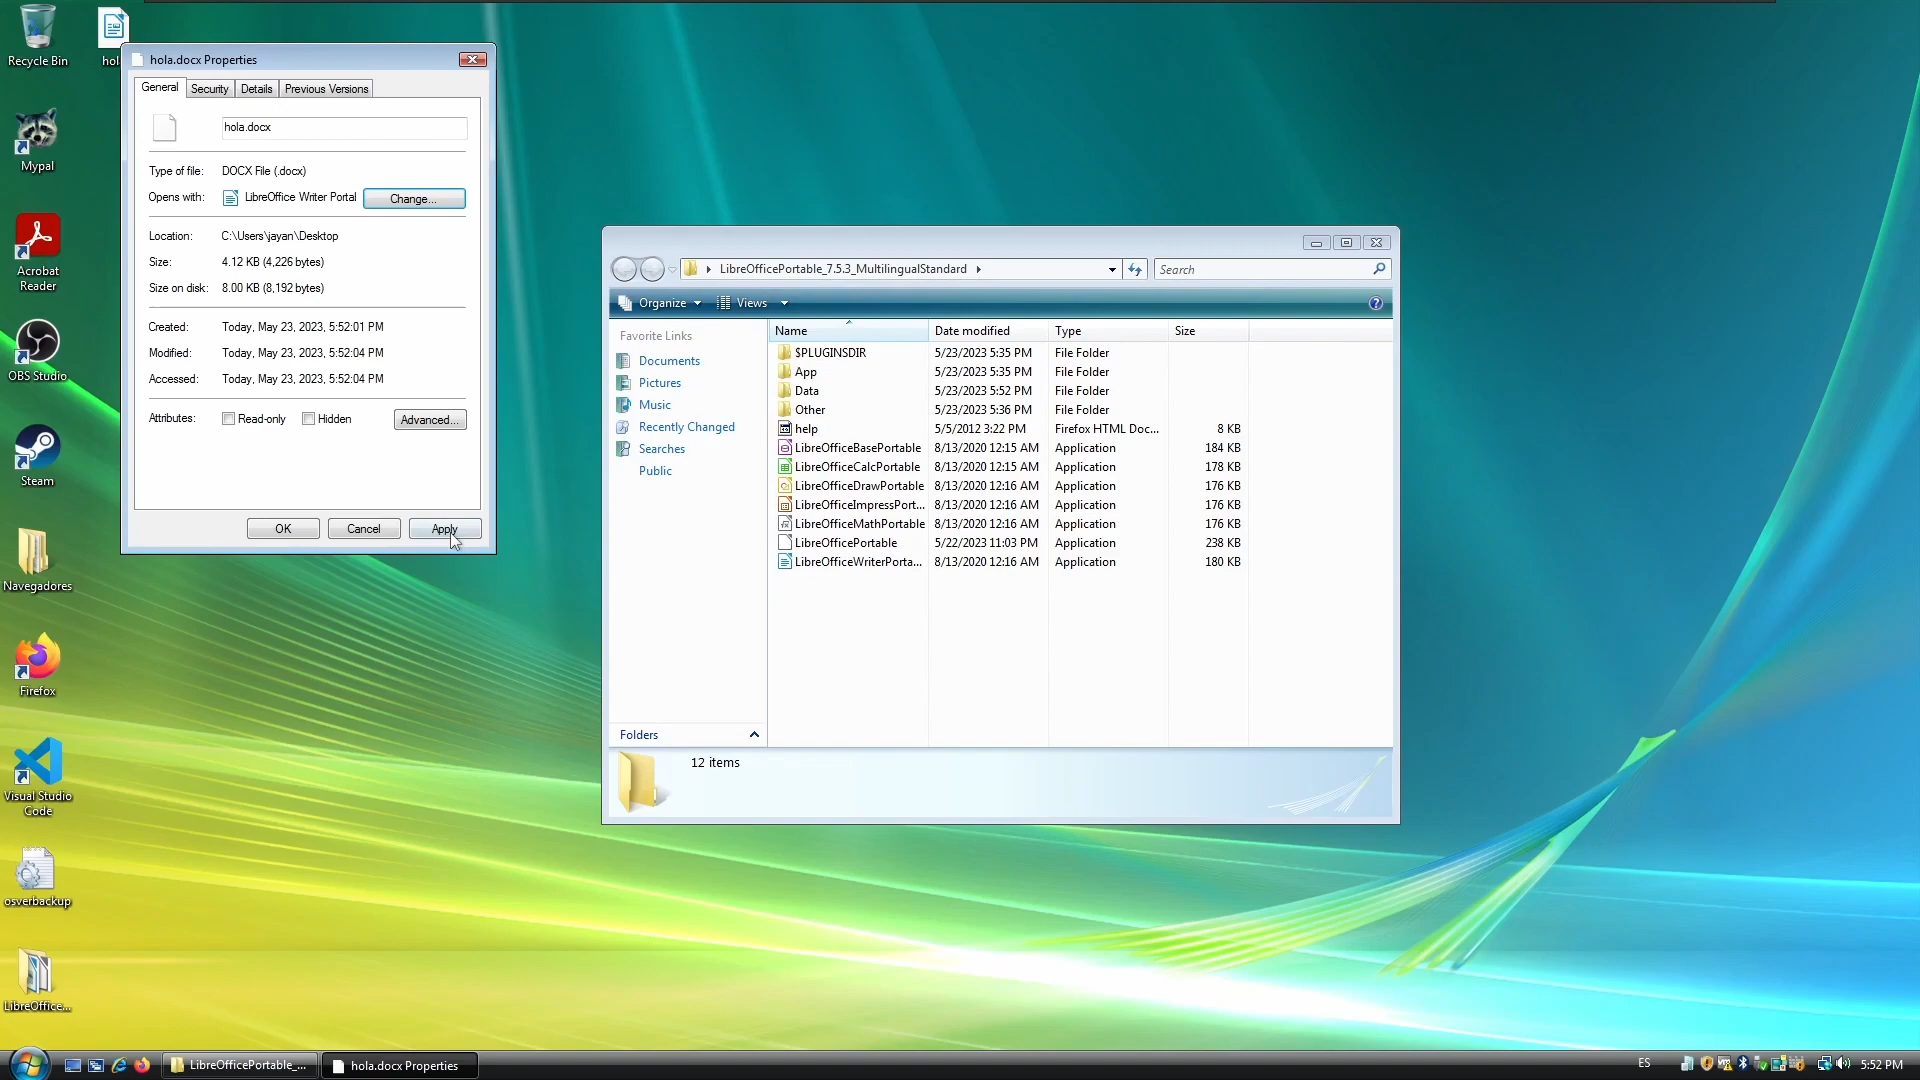 Recycle Bin
hol
Mypal
Acrobat
Reader
OBS Studio
Steam
Navegadores
Firefox
Visual Studio
Code
osverbackup
LibreOffice...
hola.docx Properties
General
Security
Details
Previous Versions
hola.docx
Type of file: DOCX File (.docx)
Opens with: LibreOffice Writer Portal Change...
Location: C:\Users\jayan\Desktop
Size: 4.12 KB (4,226 bytes)
Size on disk: 8.00 KB (8,192 bytes)
Created: Today, May 23, 2023, 5:52:01 PM
Modified: Today, May 23, 2023, 5:52:04 PM
Accessed: Today, May 23, 2023, 5:52:04 PM
Attributes: Read-only Hidden Advanced...
OK Cancel Apply
LibreOfficePortable_7.5.3_MultilingualStandard Search
Organize Views
Favorite Links
Documents
Pictures
Music
Recently Changed
Searches
Public
Folders
Name Date modified Type Size
$PLUGINSDIR 5/23/2023 5:35 PM File Folder
App 5/23/2023 5:35 PM File Folder
Data 5/23/2023 5:52 PM File Folder
Other 5/23/2023 5:36 PM File Folder
help 5/5/2012 3:22 PM Firefox HTML Doc... 8 KB
LibreOfficeBasePortable 8/13/2020 12:15 AM Application 184 KB
LibreOfficeCalcPortable 8/13/2020 12:15 AM Application 178 KB
LibreOfficeDrawPortable 8/13/2020 12:16 AM Application 176 KB
LibreOfficeImpressPort... 8/13/2020 12:16 AM Application 176 KB
LibreOfficeMathPortable 8/13/2020 12:16 AM Application 176 KB
LibreOfficePortable 5/22/2023 11:03 PM Application 238 KB
LibreOfficeWriterPorta... 8/13/2020 12:16 AM Application 180 KB
12 items
LibreOfficePortable_... hola.docx Properties ES 5:52 PM